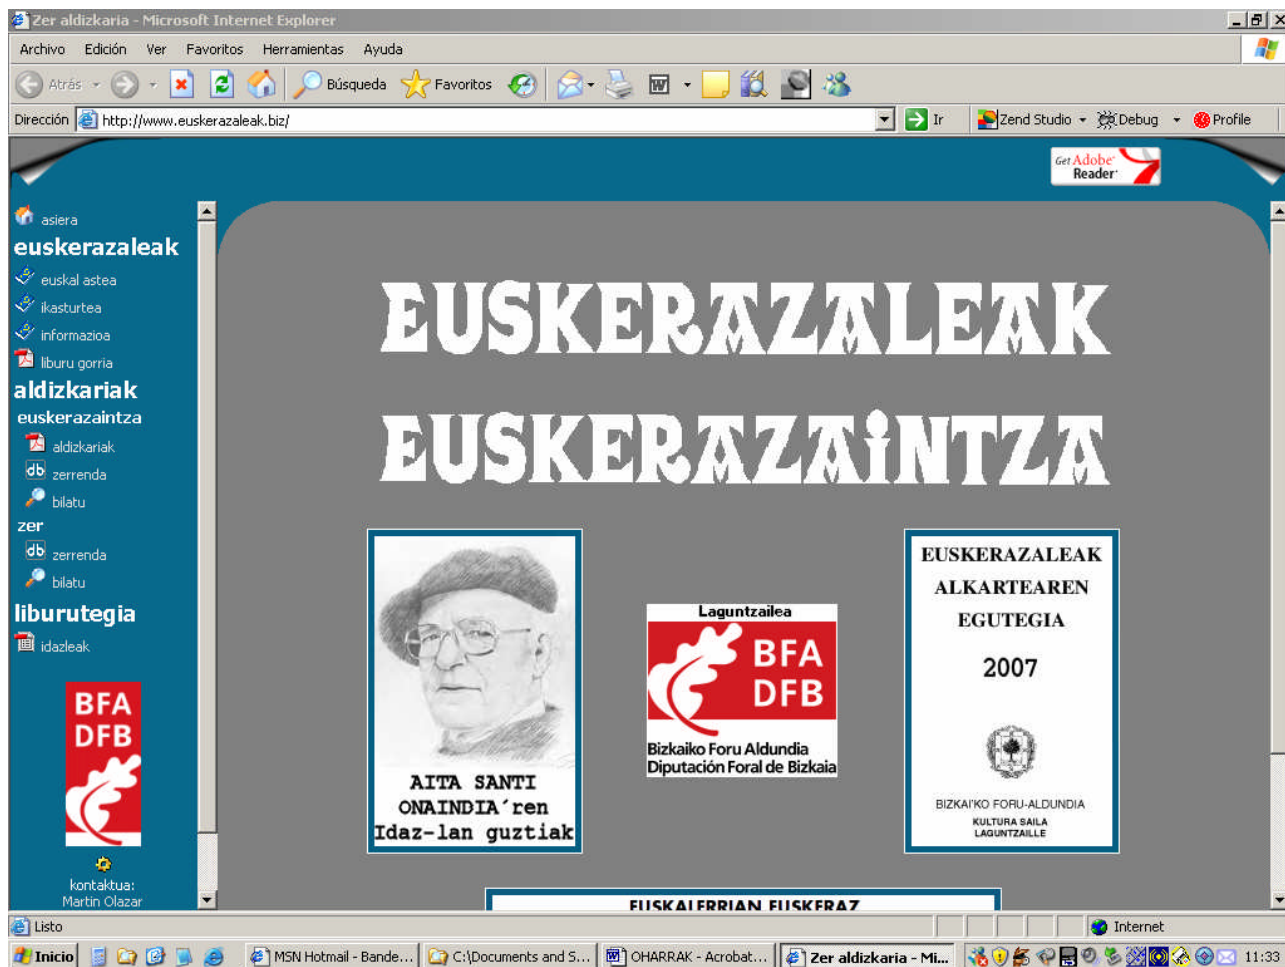 Zer aldizkaria - Microsoft Internet Explorer
Archivo Edición Ver Favoritos Herramientas Ayuda
Atrás Búsqueda Favoritos
Dirección http://www.euskerazaleak.biz/ Ir Zend Studio Debug Profile
Get Adobe Reader
asiera
euskerazaleak
euskal astea
ikasturtea
informazioa
liburu gorria
aldizkariak
euskerazaintza
aldizkariak
db zerrenda
bilatu
zer
db zerrenda
bilatu
liburutegia
idazleak
BFA
DFB
kontaktua:
Martin Olazar
EUSKERAZALEAK
EUSKERAZAiNTZA
AITA SANTI
ONAINDIA´ren
Idaz-lan guztiak
Laguntzailea
BFA
DFB
Bizkaiko Foru Aldundia
Diputación Foral de Bizkaia
EUSKERAZALEAK
ALKARTEAREN
EGUTEGIA
2007
BIZKAI'KO FORU-ALDUNDIA
KULTURA SAILA
LAGUNTZAILLE
EUSKALERRIAN EUSKERAZ
Listo Internet
Inicio MSN Hotmail - Bande... C:\Documents and S... OHARRAK - Acrobat... Zer aldizkaria - Mi... 11:33